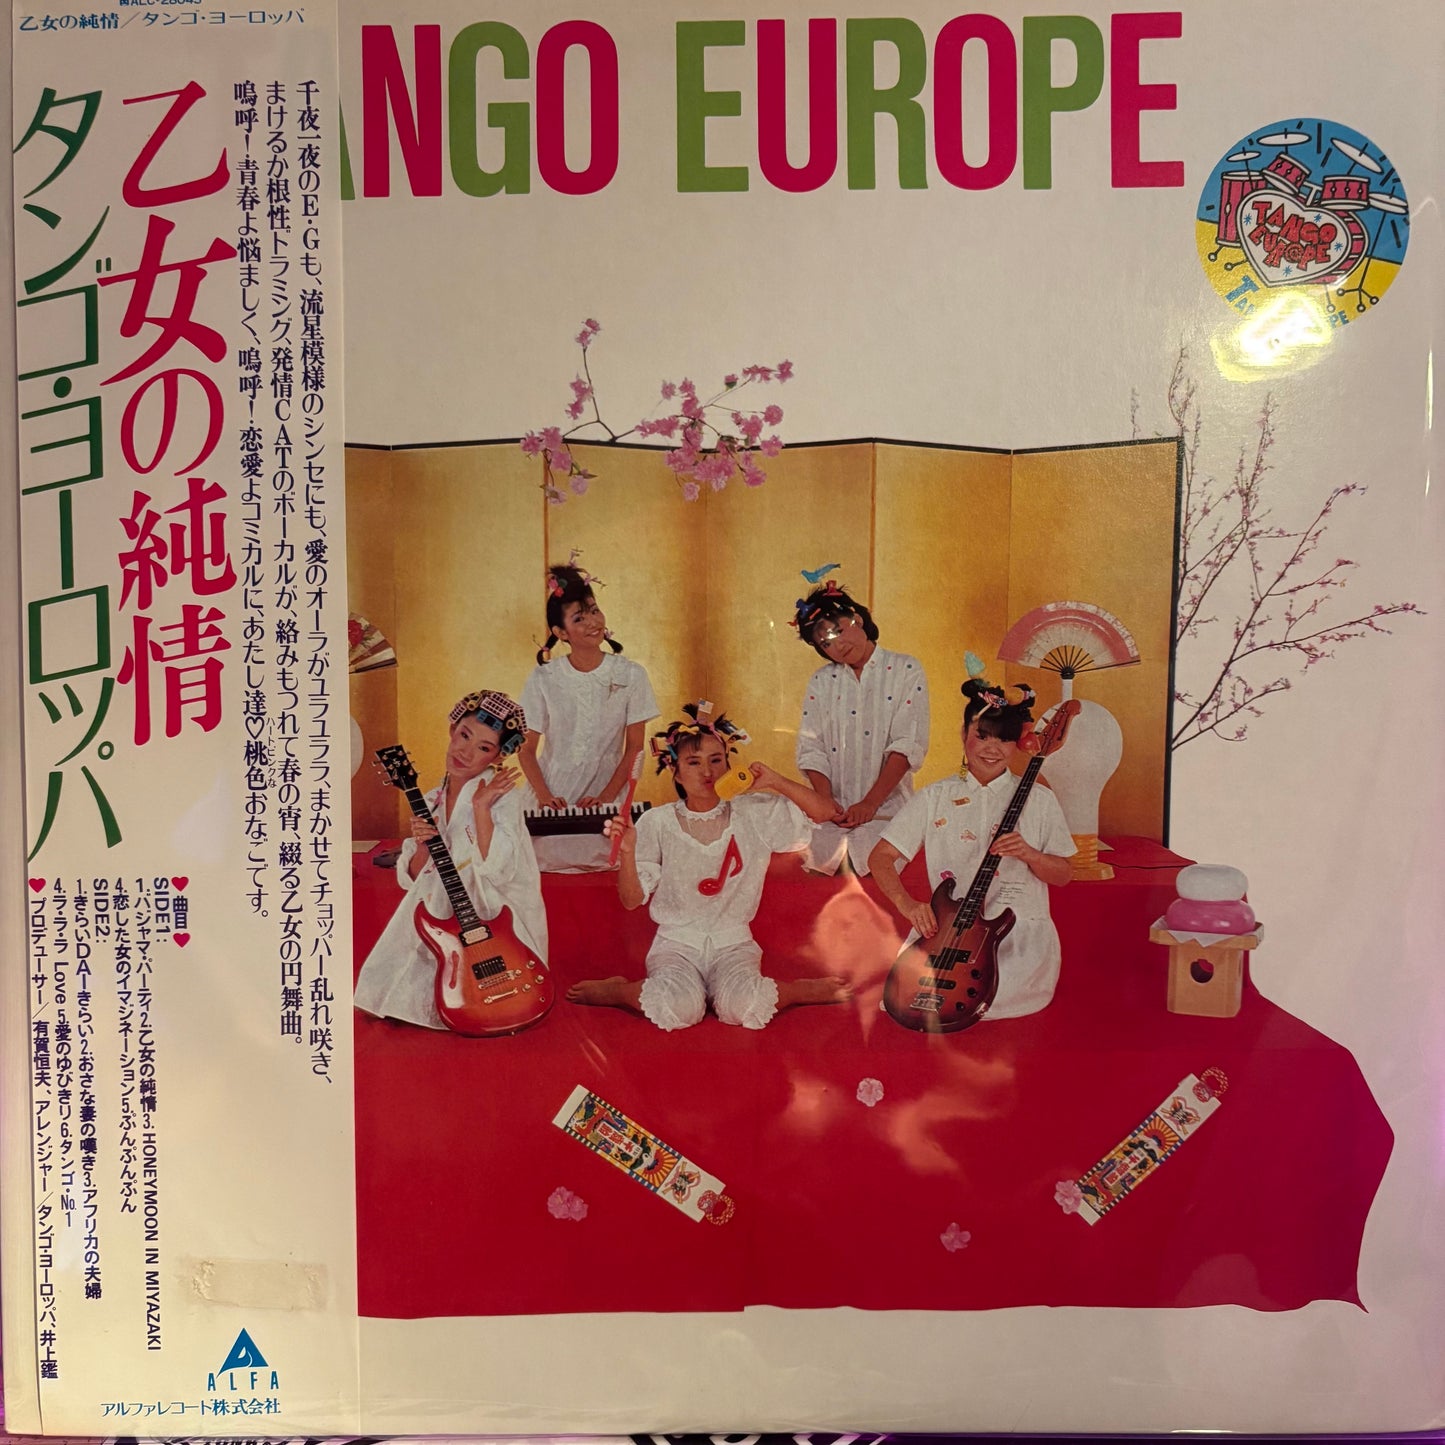 乙女の純情／タンゴ・ヨーロッパ
ANGO EUROPE
TANGO
EUROPE
千夜一夜のE・Gも、流星模様のシンセにも、愛のオーラがユラユララ、まかせてチョッパー乱れ咲き、
まけるか根性ドラミング、発情CATのボーカルが、絡みもつれて春の宵、綴る乙女の円舞曲。
嗚呼！青春よ悩ましく、嗚呼！恋愛よコミカルに、あたし達♡桃色おなごです。
ハート・ピンクな
乙女の純情
タンゴ・ヨーロッパ
♥曲目♥
SIDE1:
1.パジャマ・パーティ 2.乙女の純情 3.HONEYMOON IN MIYAZAKI
4.恋した女のイマジネーション 5.ぷんぷんぷん
SIDE2:
1.きらいDAーきらい 2.おさな妻の嘆き 3.アフリカの夫婦
4.ラ・ラ・ラ Love 5.愛のゆびきり 6.タンゴ・No.1
♥プロデューサー／有賀恒夫、アレンジャー／タンゴ・ヨーロッパ、井上鑑
ALFA
アルファレコード株式会社